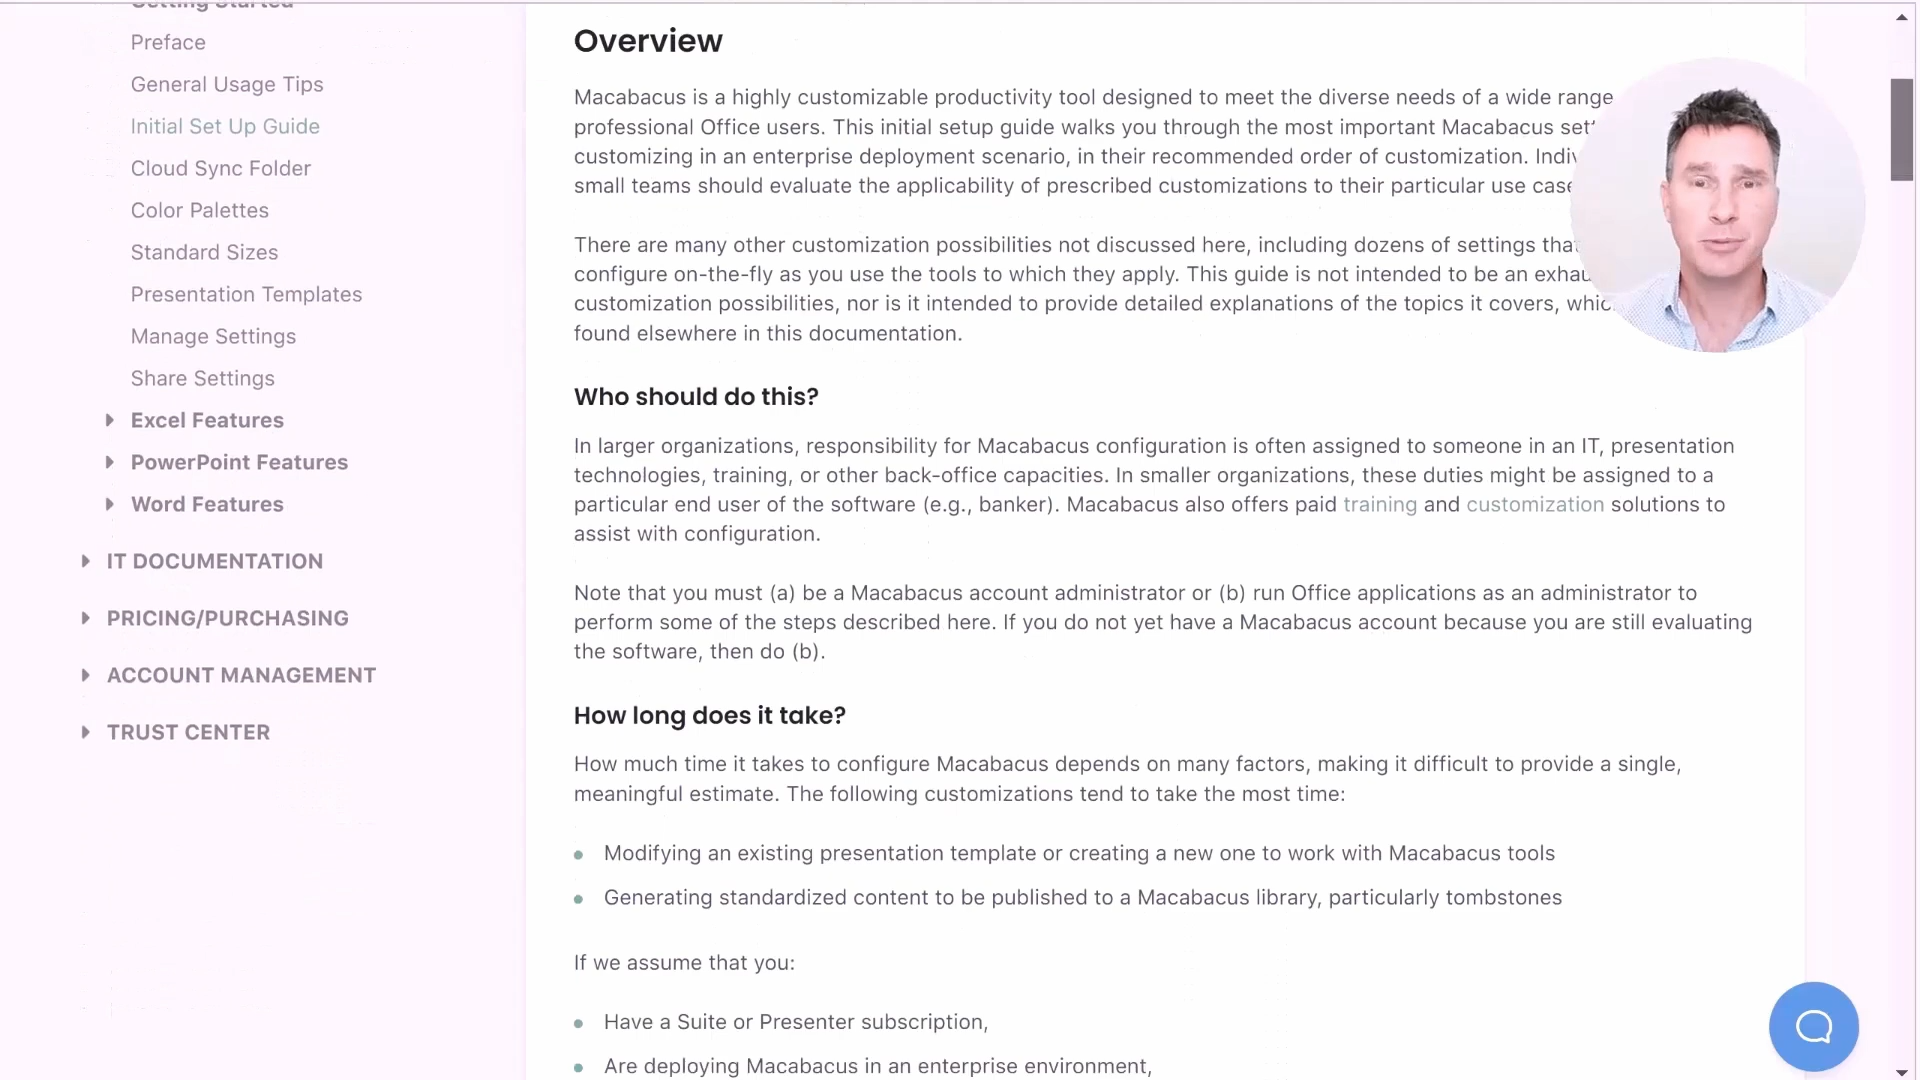 Getting Started
Preface
General Usage Tips
Initial Set Up Guide
Cloud Sync Folder
Color Palettes
Standard Sizes
Presentation Templates
Manage Settings
Share Settings
Excel Features
PowerPoint Features
Word Features
IT DOCUMENTATION
PRICING/PURCHASING
ACCOUNT MANAGEMENT
TRUST CENTER
Overview
Macabacus is a highly customizable productivity tool designed to meet the diverse needs of a wide range
professional Office users. This initial setup guide walks you through the most important Macabacus
customizing in an enterprise deployment scenario, in their recommended order of customization.
small teams should evaluate the applicability of prescribed customizations to their particular use
There are many other customization possibilities not discussed here, including dozens of settings
configure on-the-fly as you use the tools to which they apply. This guide is not intended to be an
customization possibilities, nor is it intended to provide detailed explanations of the topics it covers,
found elsewhere in this documentation.
Who should do this?
In larger organizations, responsibility for Macabacus configuration is often assigned to someone in an IT, presentation
technologies, training, or other back-office capacities. In smaller organizations, these duties might be assigned to a
particular end user of the software (e.g., banker). Macabacus also offers paid training and customization solutions to
assist with configuration.
Note that you must (a) be a Macabacus account administrator or (b) run Office applications as an administrator to
perform some of the steps described here. If you do not yet have a Macabacus account because you are still evaluating
the software, then do (b).
How long does it take?
How much time it takes to configure Macabacus depends on many factors, making it difficult to provide a single,
meaningful estimate. The following customizations tend to take the most time:
Modifying an existing presentation template or creating a new one to work with Macabacus tools
Generating standardized content to be published to a Macabacus library, particularly tombstones
If we assume that you:
Have a Suite or Presenter subscription,
Are deploying Macabacus in an enterprise environment,